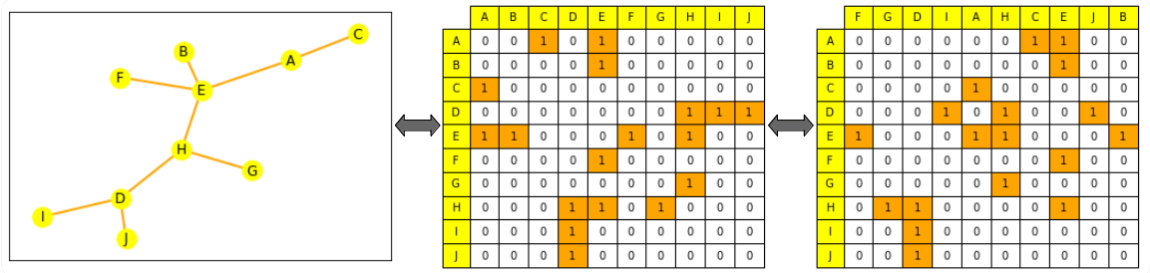 C
B
A
F
E
H
G
D
I
J
A B C D E F G H I J
A 0 0 1 0 1 0 0 0 0 0
B 0 0 0 0 1 0 0 0 0 0
C 1 0 0 0 0 0 0 0 0 0
D 0 0 0 0 0 0 0 1 1 1
E 1 1 0 0 0 1 0 1 0 0
F 0 0 0 0 1 0 0 0 0 0
G 0 0 0 0 0 0 0 1 0 0
H 0 0 0 1 1 0 1 0 0 0
I 0 0 0 1 0 0 0 0 0 0
J 0 0 0 1 0 0 0 0 0 0
F G D I A H C E J B
A 0 0 0 0 0 0 1 1 0 0
B 0 0 0 0 0 0 0 1 0 0
C 0 0 0 0 1 0 0 0 0 0
D 0 0 0 1 0 1 0 0 1 0
E 1 0 0 0 1 1 0 0 0 1
F 0 0 0 0 0 0 0 1 0 0
G 0 0 0 0 0 1 0 0 0 0
H 0 1 1 0 0 0 0 1 0 0
I 0 0 1 0 0 0 0 0 0 0
J 0 0 1 0 0 0 0 0 0 0